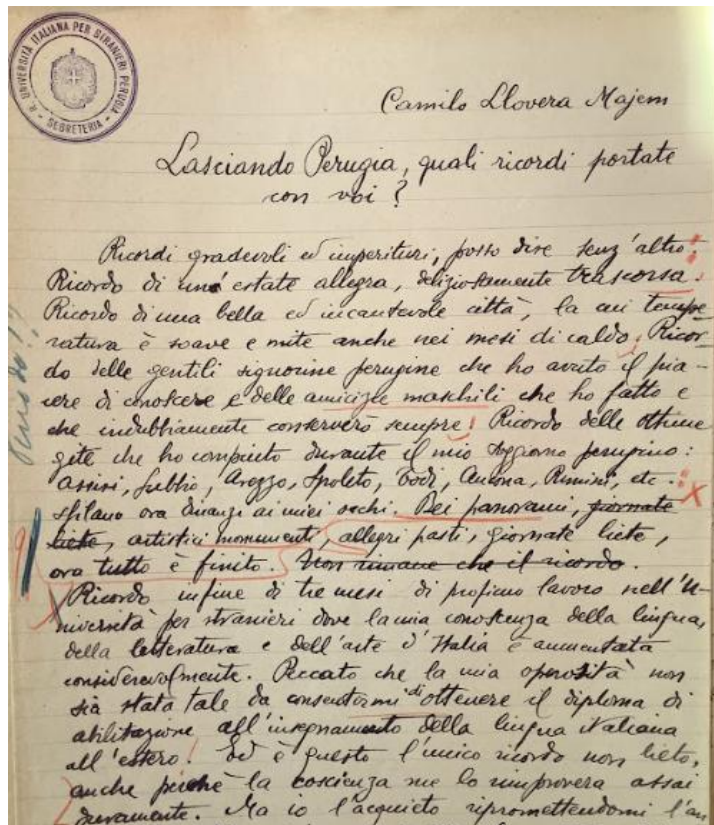 R. UNIVERSITÀ ITALIANA PER STRANIERI PERUGIA
- SEGRETERIA -
Camilo Llovera Majem
Lasciando Perugia, quali ricordi portate
con voi?
Ricordi gradevoli ed imperituri, posso dire senz'altro:
Ricordo di una estate allegra, deliziosamente trascorsa.
Ricordo di una bella ed incantevole città, la cui tempe
ratura è soave e mite anche nei mesi di caldo; Ricor-
do delle gentili signorine perugine che ho avuto il pia-
cere di conoscere e delle amicizie maschili che ho fatto e
che indubbiamente conserverò sempre; Ricordo delle ottime
gite che ho compiuto durante il mio soggiorno perugino:
Assisi, Gubbio, Arezzo, Spoleto, Todi, Ancona, Rimini, etc.
sfilano ora dinanzi ai miei occhi. Bei panorami, giornate
liete, artistici monumenti, allegri pasti, giornate liete,
ora tutto è finito. Non rimane che il ricordo.
Ricordo infine di tre mesi di proficuo lavoro nell'U-
niversità per stranieri dove la mia conoscenza della lingua,
della letteratura e dell'arte d'Italia è aumentata
considerevolmente. Peccato che la mia operosità non
sia stata tale da consentirmi di ottenere il diploma di
abilitazione all'insegnamento della lingua italiana
all'estero! Ed è questo l'unico ricordo non lieto,
anche perché la coscienza me lo rimprovera assai
duramente. Ma io l'acquieto ripromettendomi l'an